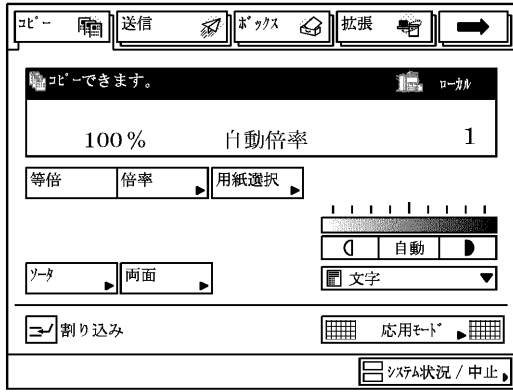 ｺﾋﾟｰ 送信 ﾎﾞｯｸｽ 拡張
ｺﾋﾟｰできます。 ﾛｰｶﾙ
100％ 自動倍率 1
等倍 倍率 用紙選択
自動
ｿｰﾀ 両面 文字
割り込み 応用ﾓｰﾄﾞ
ｼｽﾃﾑ状況 / 中止